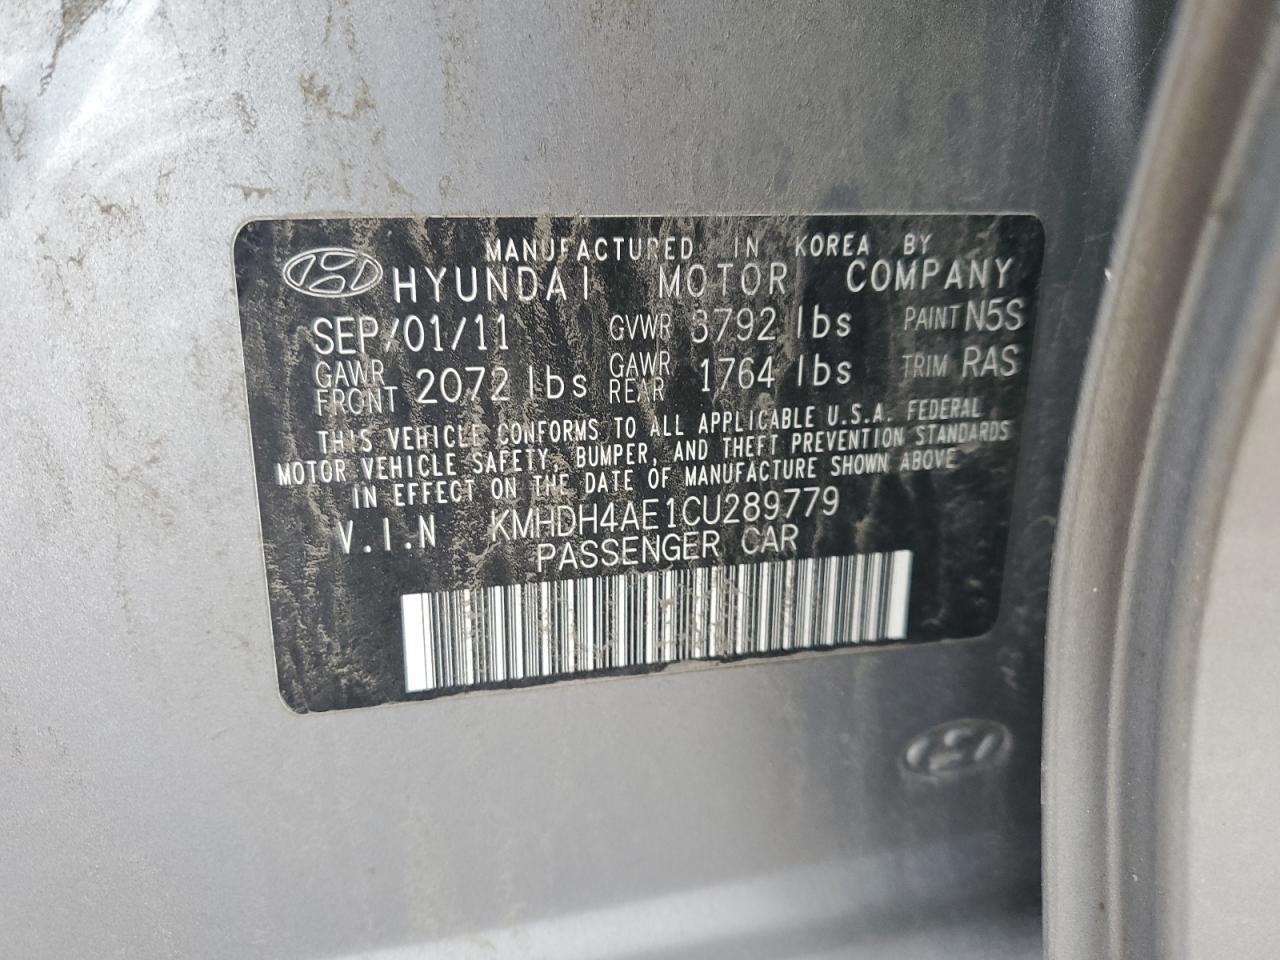 MANUFACTURED IN KOREA BY
HYUNDAI MOTOR COMPANY
SEP/01/11 GVWR 3792 lbs PAINT N5S
GAWR FRONT 2072 lbs GAWR REAR 1764 lbs TRIM RAS
THIS VEHICLE CONFORMS TO ALL APPLICABLE U.S.A. FEDERAL
MOTOR VEHICLE SAFETY, BUMPER, AND THEFT PREVENTION STANDARDS
IN EFFECT ON THE DATE OF MANUFACTURE SHOWN ABOVE
V.I.N KMHDH4AE1CU289779
PASSENGER CAR